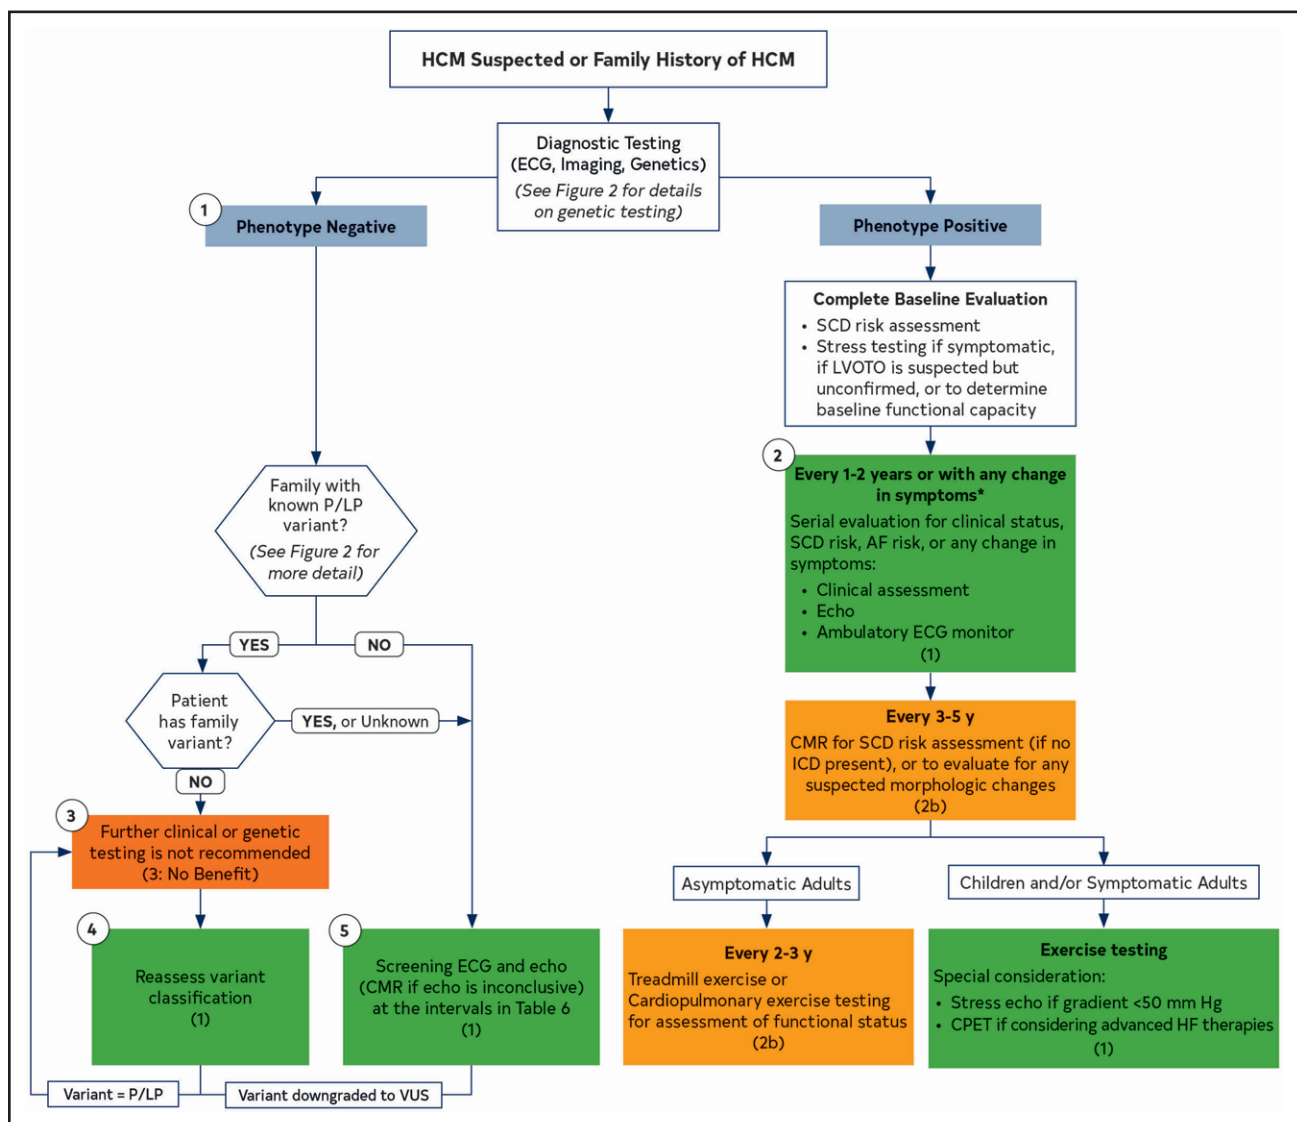 HCM Suspected or Family History of HCM
Diagnostic Testing
(ECG, Imaging, Genetics)
(See Figure 2 for details
on genetic testing)
1
Phenotype Negative
Phenotype Positive
Complete Baseline Evaluation
• SCD risk assessment
• Stress testing if symptomatic,
if LVOTO is suspected but
unconfirmed, or to determine
baseline functional capacity
2
Every 1-2 years or with any change
in symptoms*
Serial evaluation for clinical status,
SCD risk, AF risk, or any change in
symptoms:
• Clinical assessment
• Echo
• Ambulatory ECG monitor
(1)
Family with
known P/LP
variant?
(See Figure 2 for
more detail)
YES
NO
Patient
has family
variant?
YES, or Unknown
NO
Every 3-5 y
CMR for SCD risk assessment (if no
ICD present), or to evaluate for any
suspected morphologic changes
(2b)
3
Further clinical or genetic
testing is not recommended
(3: No Benefit)
Asymptomatic Adults
Children and/or Symptomatic Adults
4
Reassess variant
classification
(1)
5
Screening ECG and echo
(CMR if echo is inconclusive)
at the intervals in Table 6
(1)
Every 2-3 y
Treadmill exercise or
Cardiopulmonary exercise testing
for assessment of functional status
(2b)
Exercise testing
Special consideration:
• Stress echo if gradient <50 mm Hg
• CPET if considering advanced HF therapies
(1)
Variant = P/LP
Variant downgraded to VUS